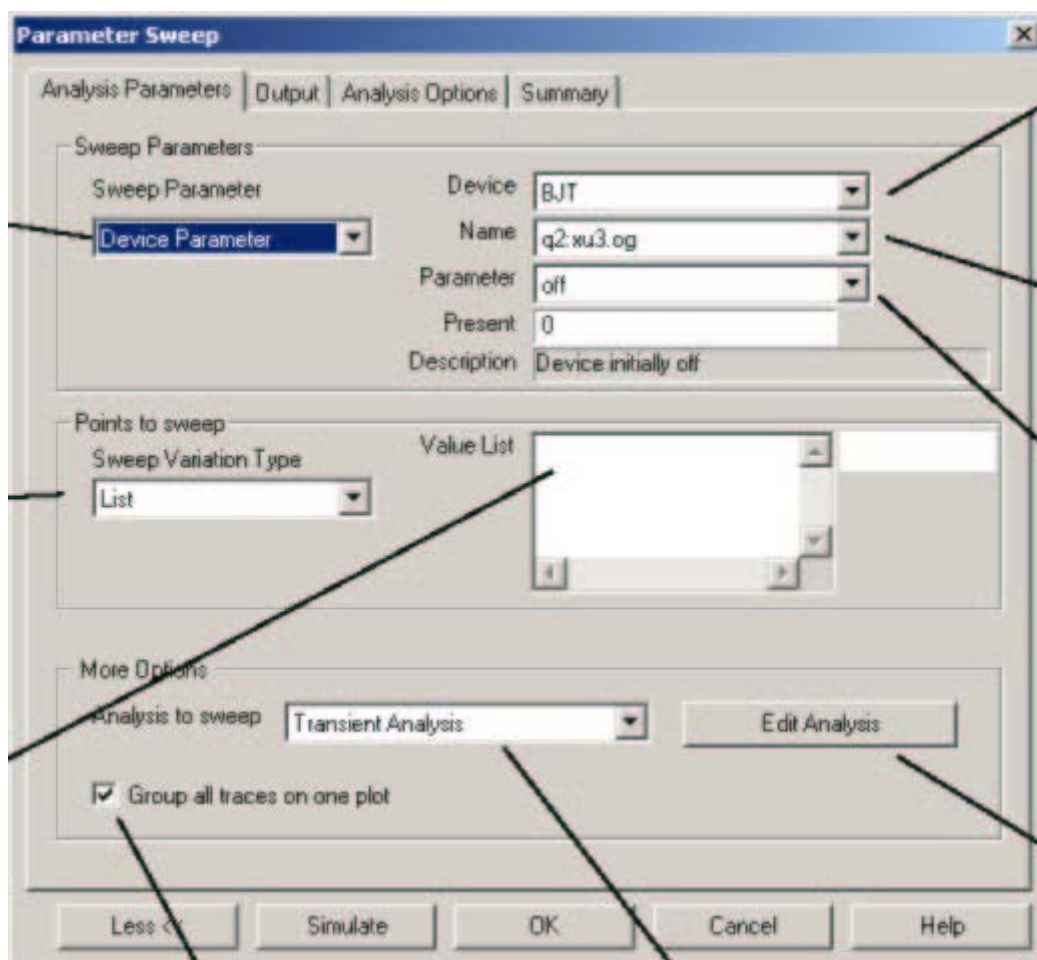 Parameter Sweep
Analysis Parameters Output Analysis Options Summary
Sweep Parameters
Sweep Parameter
Device Parameter
Device BJT
Name q2:xu3.og
Parameter off
Present 0
Description Device initially off
Points to sweep
Sweep Variation Type
List
Value List
More Options
Analysis to sweep Transient Analysis Edit Analysis
Group all traces on one plot
Less << Simulate OK Cancel Help